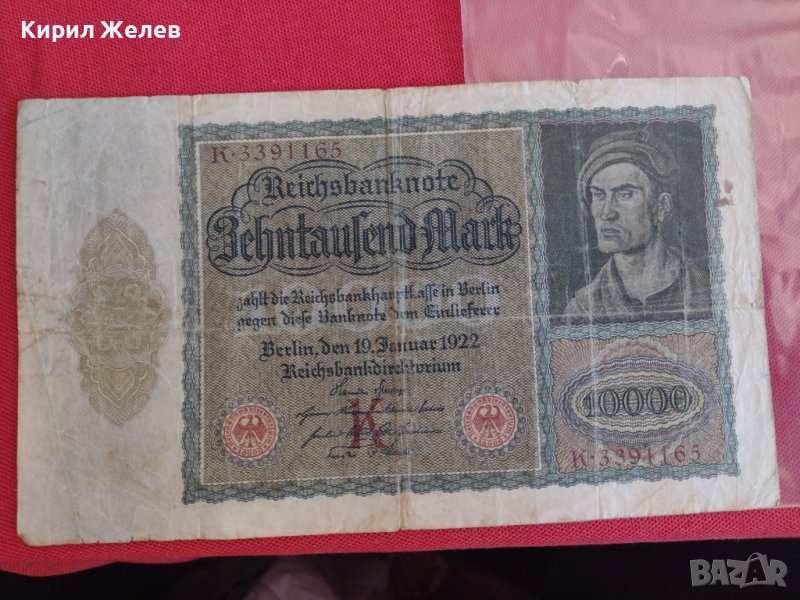 Кирил Желев
K·3391165
Reichsbanknote
Zehntausend Mark
zahlt die Reichsbankhauptkasse in Berlin
gegen diese Banknote dem Einlieferer
Berlin, den 19. Januar 1922
Reichsbankdirektorium
K
10000
K·3391165
BAZAR